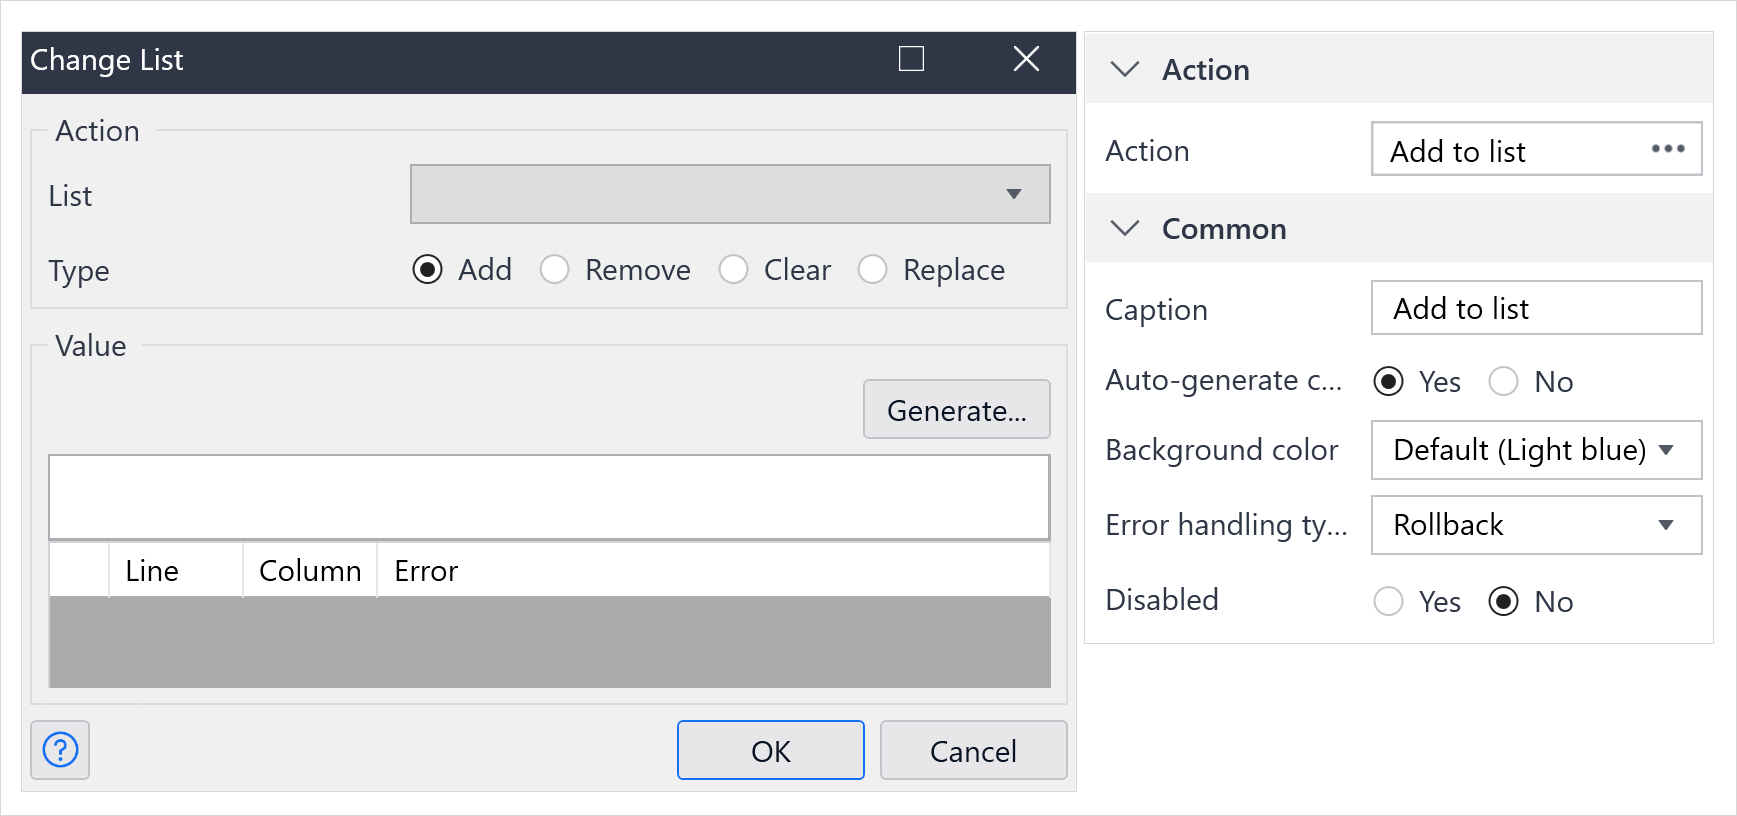 Change List
Action
List
Type
Add
Remove
Clear
Replace
Value
Generate...
Line
Column
Error
?
OK
Cancel
Action
Action
Add to list
Common
Caption
Add to list
Auto-generate c...
Yes
No
Background color
Default (Light blue)
Error handling ty...
Rollback
Disabled
Yes
No